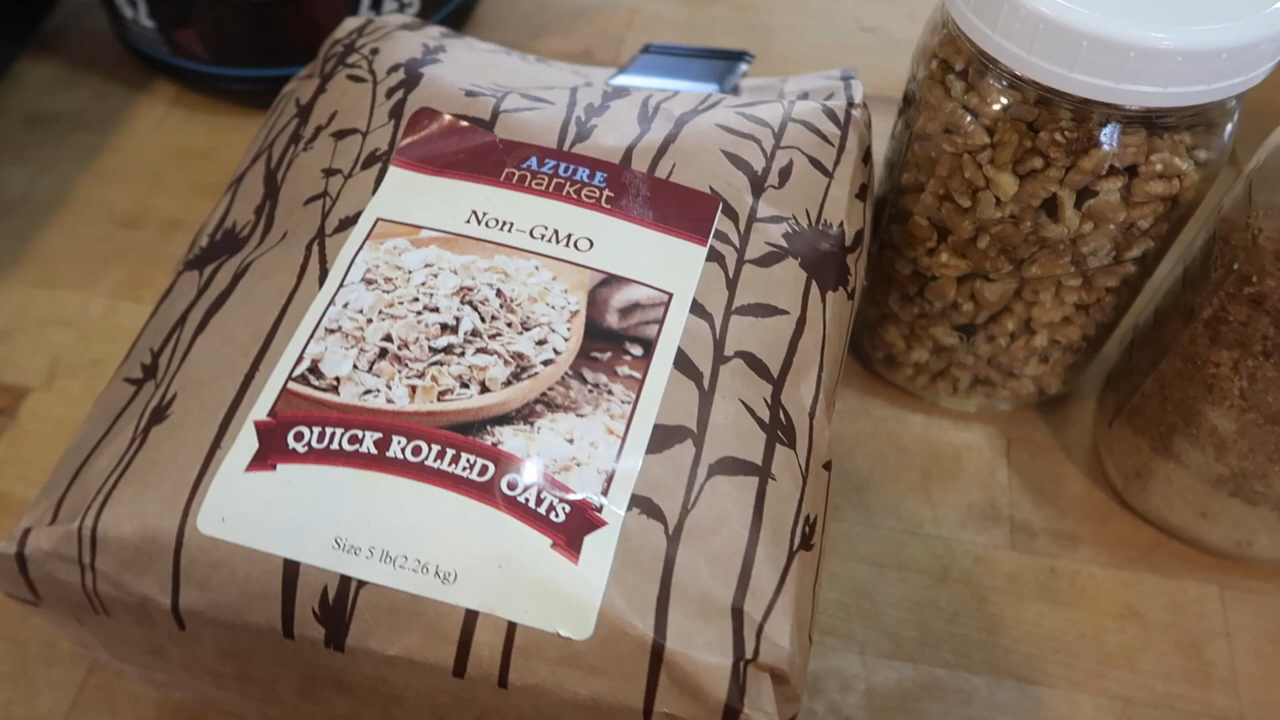 AZURE
market
Non-GMO
QUICK ROLLED OATS
Size 5 lb(2.26 kg)